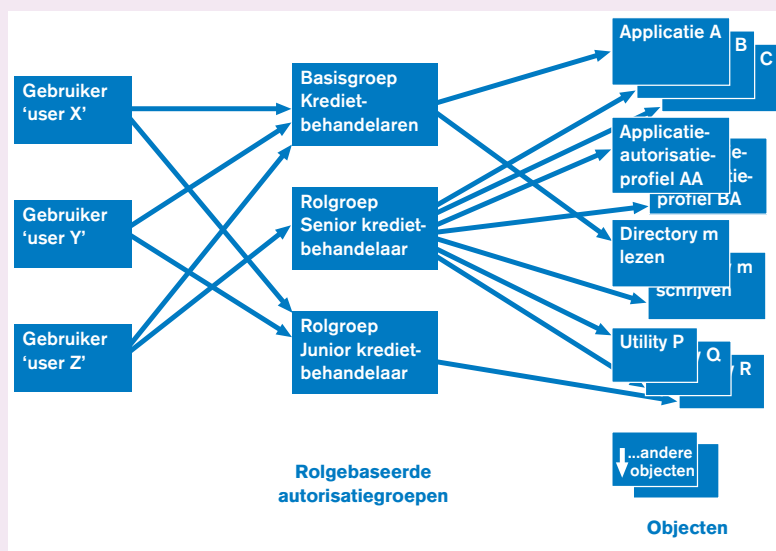 Gebruiker
'user X'
Gebruiker
'user Y'
Gebruiker
'user Z'
Basisgroep
Krediet-
behandelaren
Rolgroep
Senior krediet-
behandelaar
Rolgroep
Junior krediet-
behandelaar
Rolgebaseerde
autorisatiegroepen
Applicatie A
B
C
Applicatie-
autorisatie-
profiel AA
profiel BA
Directory m
lezen
m
schrijven
Utility P
Q
R
...andere
objecten
Objecten